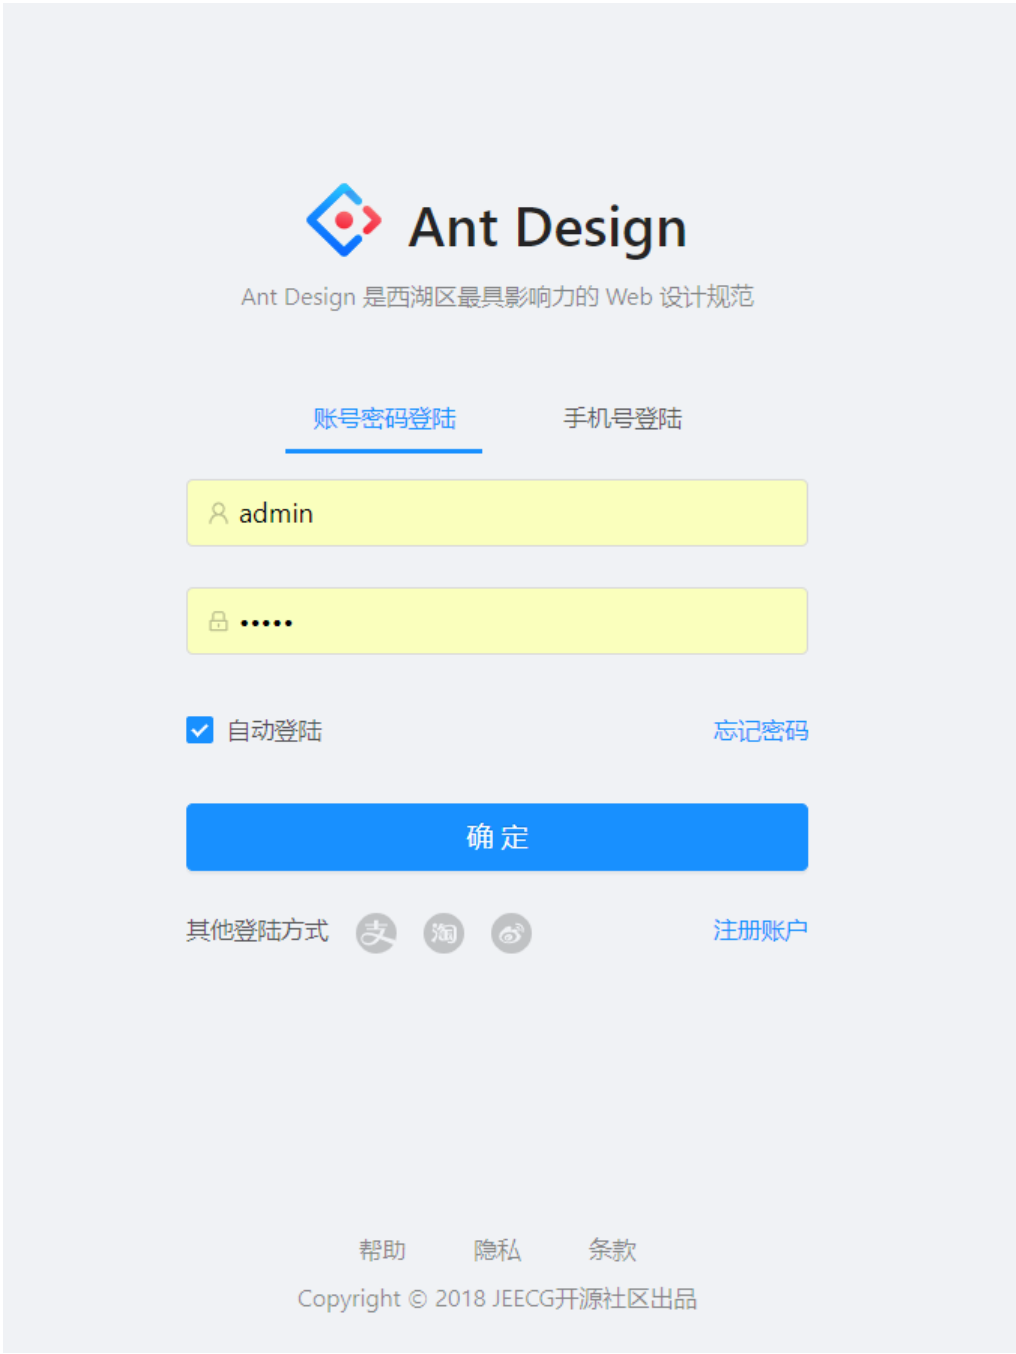 Ant Design
Ant Design 是西湖区最具影响力的 Web 设计规范
账号密码登陆 手机号登陆
admin
•••••
自动登陆 忘记密码
确 定
其他登陆方式 支 淘 注册账户
帮助 隐私 条款
Copyright © 2018 JEECG开源社区出品